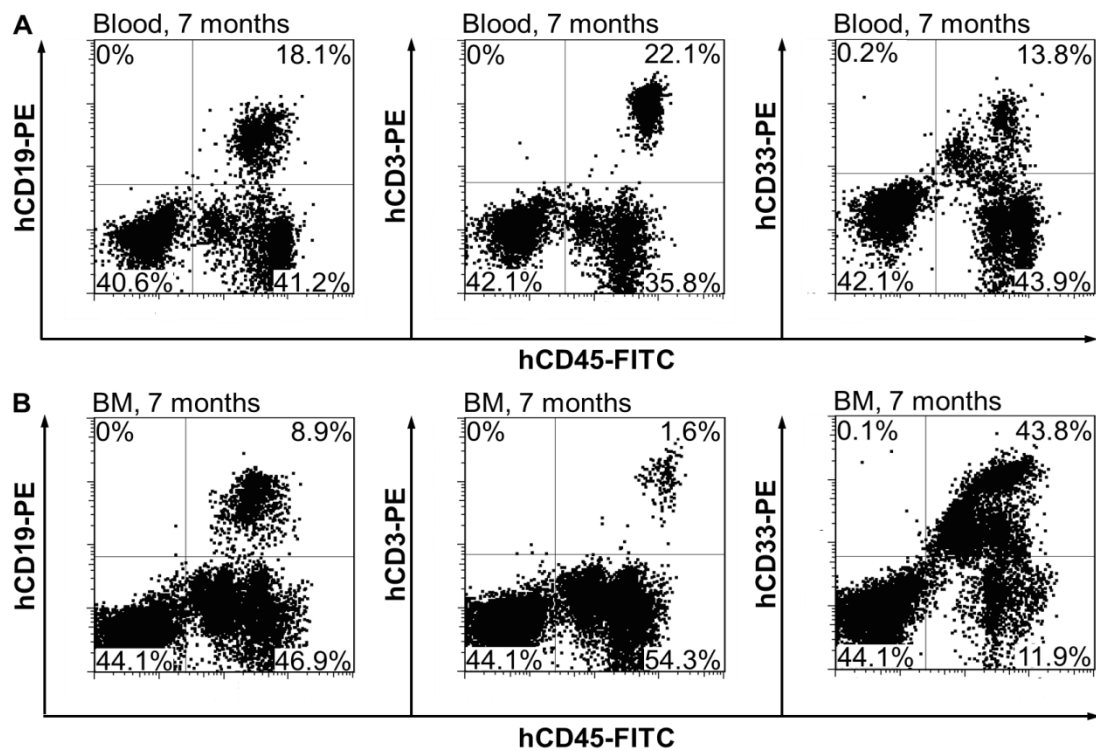 A
Blood, 7 months
Blood, 7 months
Blood, 7 months
hCD19-PE
0%
18.1%
40.6%
41.2%
hCD3-PE
0%
22.1%
42.1%
35.8%
hCD33-PE
0.2%
13.8%
42.1%
43.9%
hCD45-FITC
B
BM, 7 months
BM, 7 months
BM, 7 months
hCD19-PE
0%
8.9%
44.1%
46.9%
hCD3-PE
0%
1.6%
44.1%
54.3%
hCD33-PE
0.1%
43.8%
44.1%
11.9%
hCD45-FITC